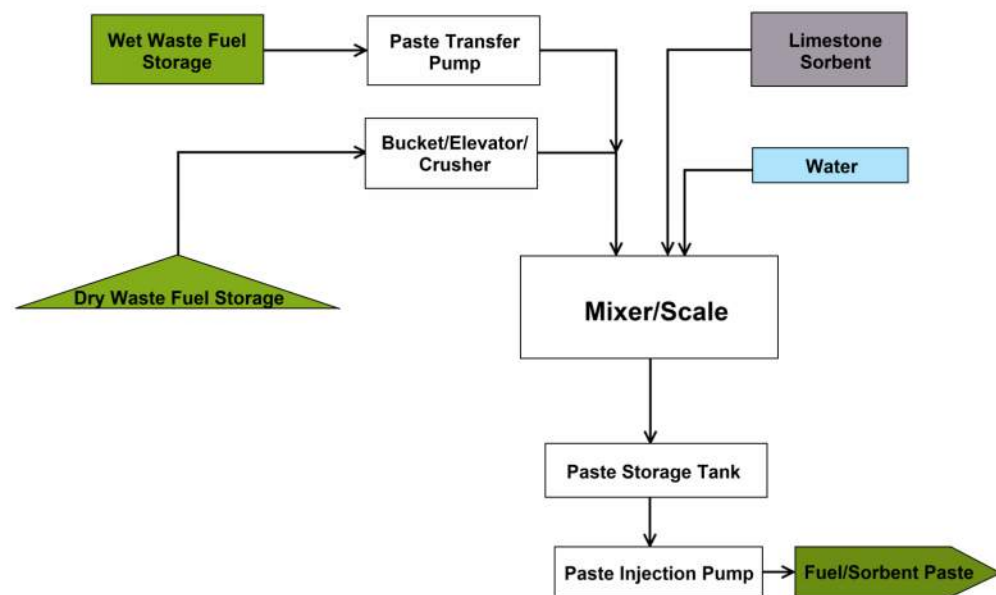 Wet Waste Fuel
Storage
Paste Transfer
Pump
Limestone
Sorbent
Bucket/Elevator/
Crusher
Water
Dry Waste Fuel Storage
Mixer/Scale
Paste Storage Tank
Paste Injection Pump
Fuel/Sorbent Paste